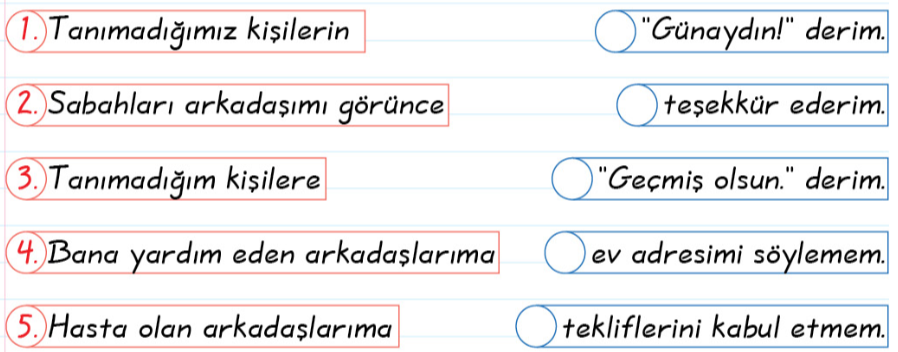 1. Tanımadığımız kişilerin "Günaydın!" derim.
2. Sabahları arkadaşımı görünce teşekkür ederim.
3. Tanımadığım kişilere "Geçmiş olsun." derim.
4. Bana yardım eden arkadaşlarıma ev adresimi söylemem.
5. Hasta olan arkadaşlarıma tekliflerini kabul etmem.